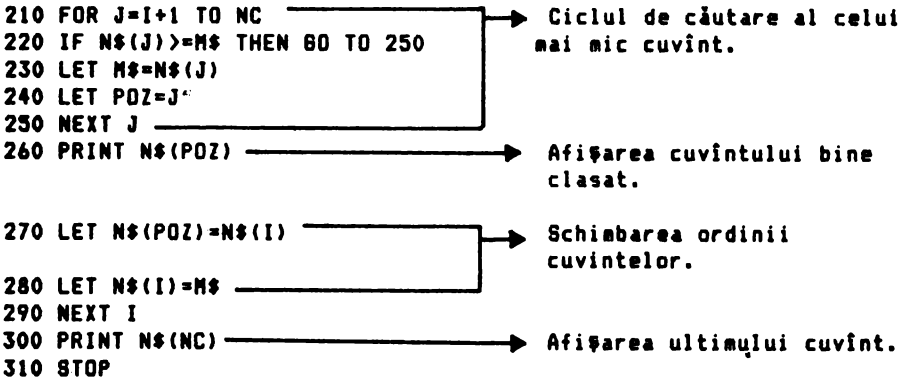 210 FOR J=I+1 TO NC
Ciclul de căutare al celui
220 IF N$(J)>=M$ THEN GO TO 250
mai mic cuvînt.
230 LET M$=N$(J)
240 LET POZ=J
250 NEXT J
260 PRINT N$(POZ)
Afişarea cuvîntului bine
clasat.
270 LET N$(POZ)=N$(I)
Schimbarea ordinii
cuvintelor.
280 LET N$(I)=M$
290 NEXT I
300 PRINT N$(NC)
Afişarea ultimului cuvînt.
310 STOP